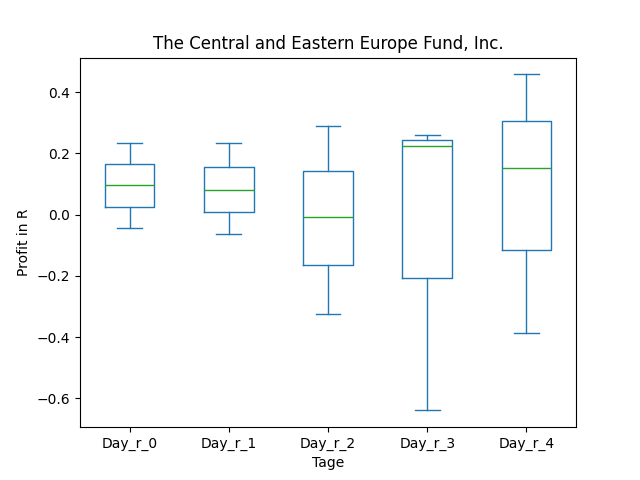 The Central and Eastern Europe Fund, Inc.
Profit in R
0.4
0.2
0.0
−0.2
−0.4
−0.6
Day_r_0 Day_r_1 Day_r_2 Day_r_3 Day_r_4
Tage